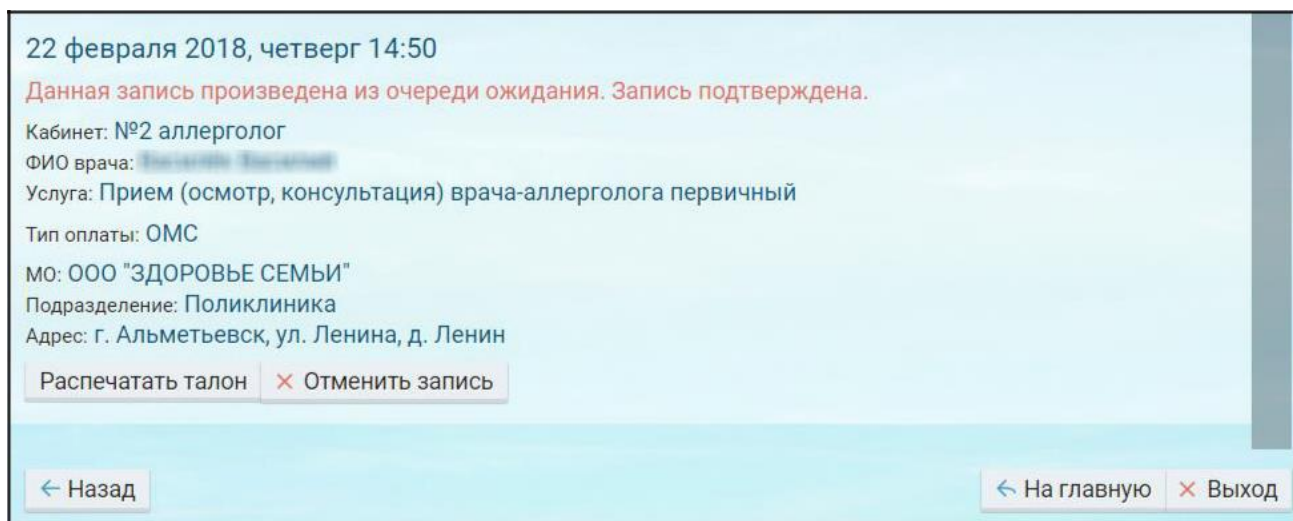 22 февраля 2018, четверг 14:50
Данная запись произведена из очереди ожидания. Запись подтверждена.
Кабинет: №2 аллерголог
ФИО врача:
Услуга: Прием (осмотр, консультация) врача-аллерголога первичный
Тип оплаты: ОМС
МО: ООО "ЗДОРОВЬЕ СЕМЬИ"
Подразделение: Поликлиника
Адрес: г. Альметьевск, ул. Ленина, д. Ленин
Распечатать талон × Отменить запись
← Назад На главную × Выход